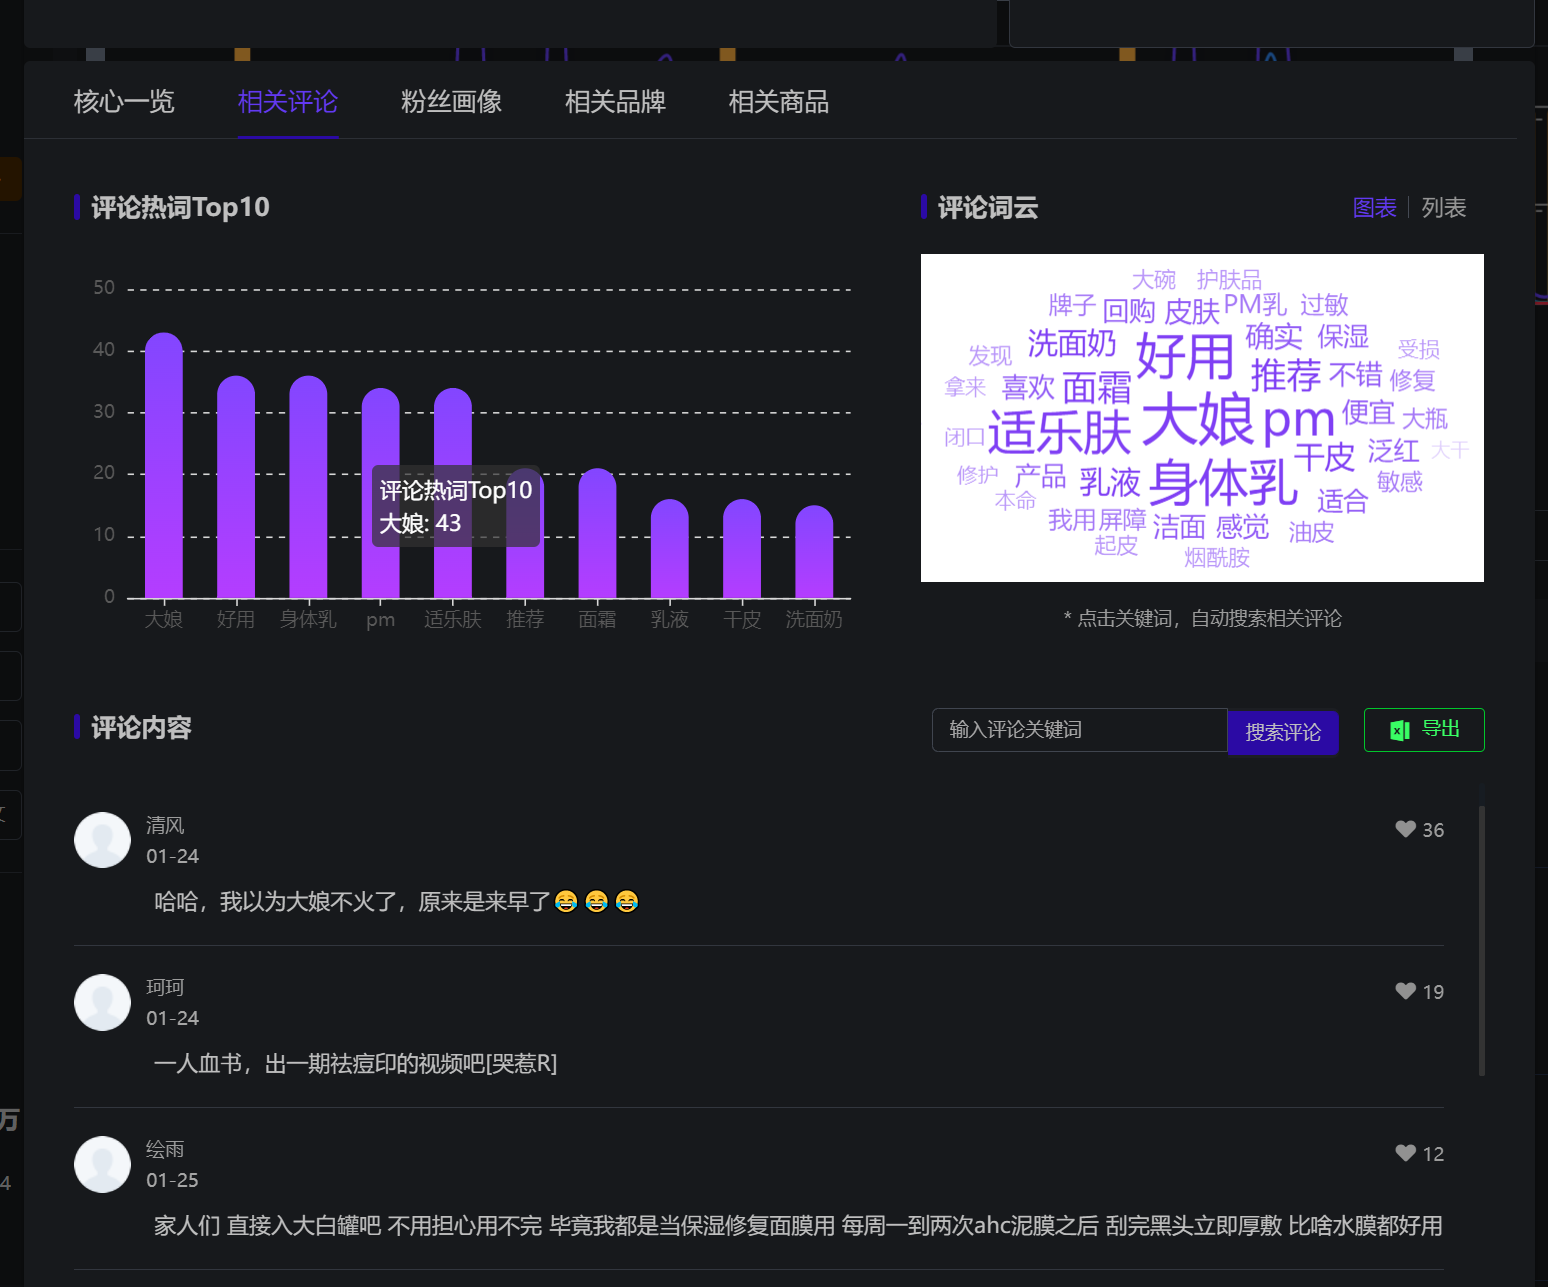 核心一览 相关评论 粉丝画像 相关品牌 相关商品
评论热词Top10
50
40
30
20
10
0
大娘 好用 身体乳 pm 适乐肤 推荐 面霜 乳液 干皮 洗面奶
评论热词Top10
大娘: 43
评论词云 图表 列表
大碗 护肤品
牌子 回购 皮肤 PM乳 过敏
洗面奶 好用 确实 保湿
发现 受损
拿来 喜欢 面霜 推荐 不错 修复
适乐肤 大娘 pm 便宜 大瓶
闭口 干皮 泛红 大干
修护 产品 乳液 身体乳 敏感
本命 适合
我用 屏障 洁面 感觉 油皮
起皮 烟酰胺
* 点击关键词，自动搜索相关评论
评论内容 输入评论关键词 搜索评论 导出
清风 36
01-24
哈哈，我以为大娘不火了，原来是来早了😂😂😂
珂珂 19
01-24
一人血书，出一期祛痘印的视频吧[哭惹R]
绘雨 12
01-25
家人们 直接入大白罐吧 不用担心用不完 毕竟我都是当保湿修复面膜用 每周一到两次ahc泥膜之后 刮完黑头立即厚敷 比啥水膜都好用
万
4